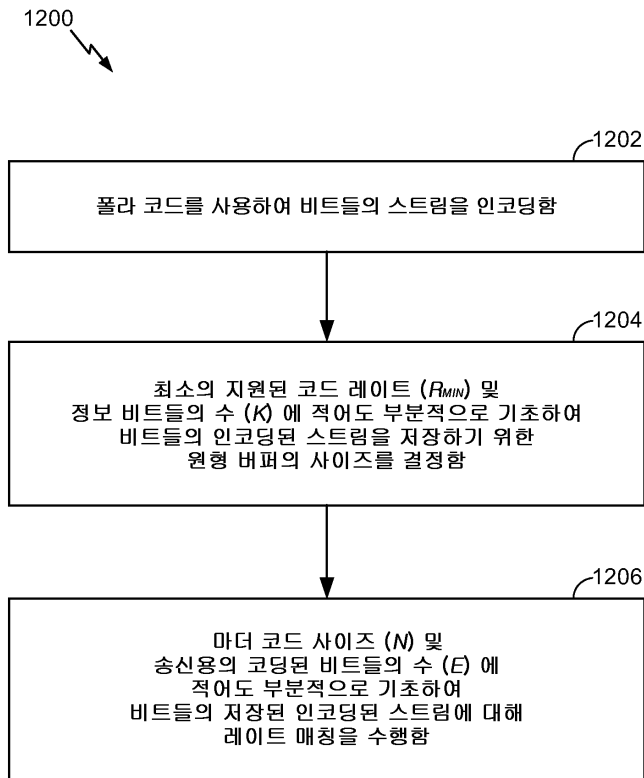 1200
1202
폴라 코드를 사용하여 비트들의 스트림을 인코딩함
1204
최소의 지원된 코드 레이트 (RMIN) 및
정보 비트들의 수 (K) 에 적어도 부분적으로 기초하여
비트들의 인코딩된 스트림을 저장하기 위한
원형 버퍼의 사이즈를 결정함
1206
마더 코드 사이즈 (N) 및
송신용의 코딩된 비트들의 수 (E) 에
적어도 부분적으로 기초하여
비트들의 저장된 인코딩된 스트림에 대해
레이트 매칭을 수행함